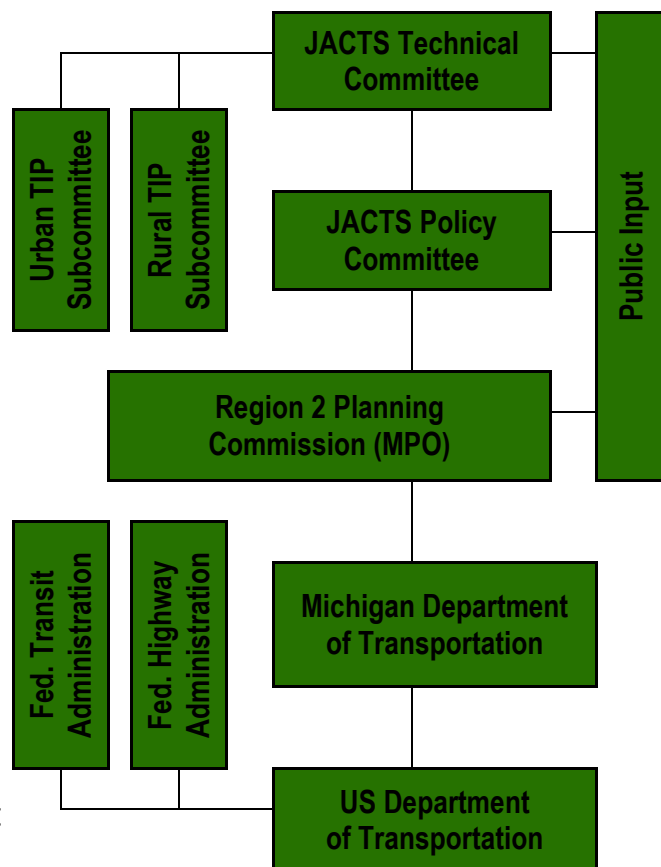 JACTS Technical
Committee
Urban TIP
Subcommittee
Rural TIP
Subcommittee
JACTS Policy
Committee
Public Input
Region 2 Planning
Commission (MPO)
Fed. Transit
Administration
Fed. Highway
Administration
Michigan Department
of Transportation
US Department
of Transportation